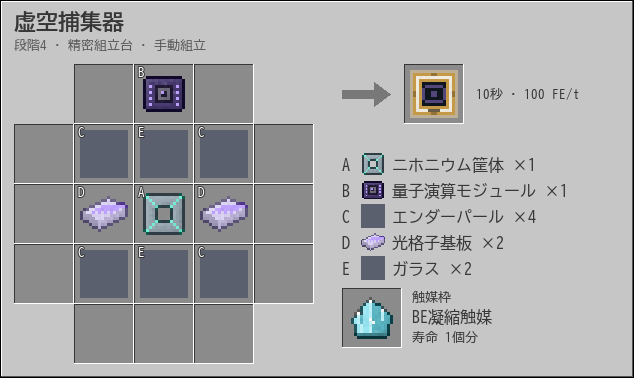 虚空捕集器
段階4 · 精密組立台 · 手動組立
B
10秒 · 100 FE/t
C E C
D A D
C E C
A ニホニウム筐体 ×1
B 量子演算モジュール ×1
C エンダーパール ×4
D 光格子基板 ×2
E ガラス ×2
触媒枠
BE凝縮触媒
寿命 1個分